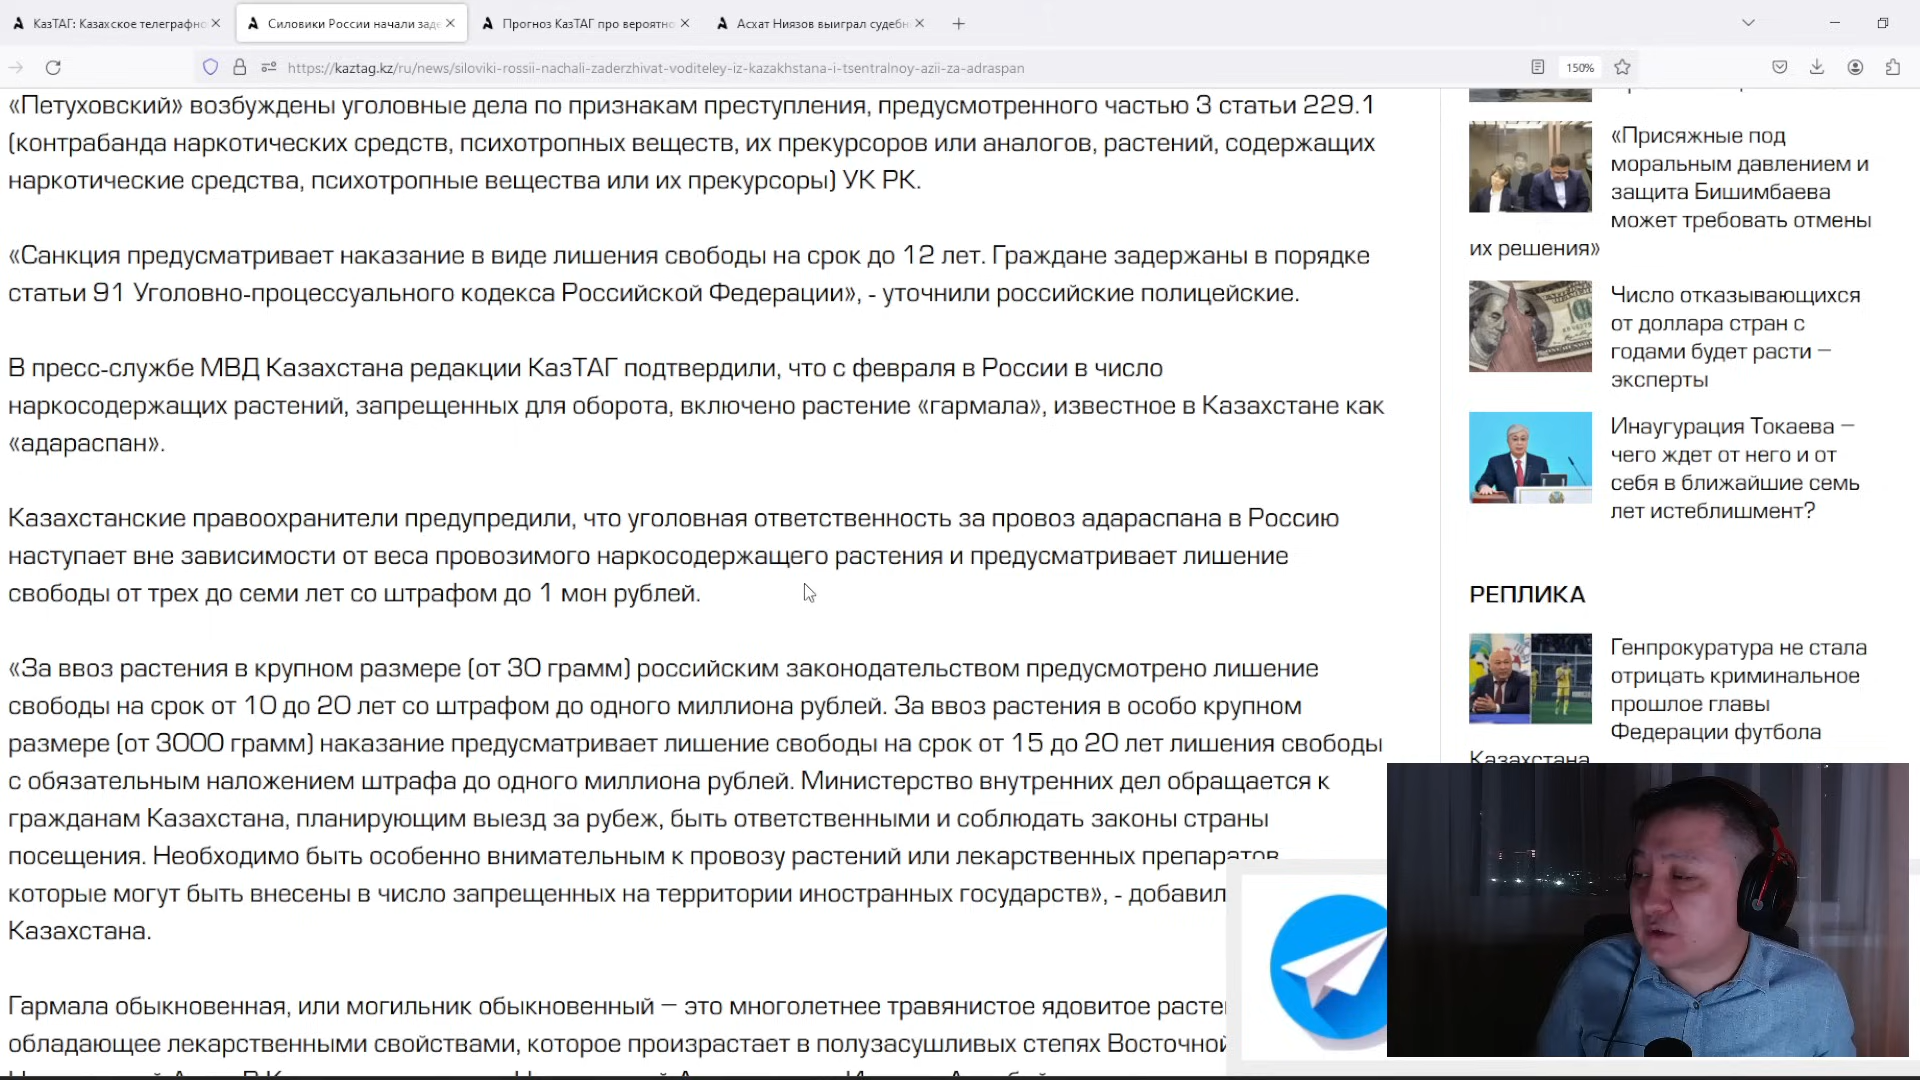 КазТАГ: Казахское телеграфно
Силовики России начали заде
Прогноз КазТАГ про вероятно
Асхат Ниязов выиграл судебн
https://kaztag.kz/ru/news/siloviki-rossii-nachali-zaderzhivat-voditeley-iz-kazakhstana-i-tsentralnoy-azii-za-adraspan
150%
«Петуховский» возбуждены уголовные дела по признакам преступления, предусмотренного частью 3 статьи 229.1
(контрабанда наркотических средств, психотропных веществ, их прекурсоров или аналогов, растений, содержащих
наркотические средства, психотропные вещества или их прекурсоры) УК РК.
«Санкция предусматривает наказание в виде лишения свободы на срок до 12 лет. Граждане задержаны в порядке
статьи 91 Уголовно-процессуального кодекса Российской Федерации», - уточнили российские полицейские.
В пресс-службе МВД Казахстана редакции КазТАГ подтвердили, что с февраля в России в число
наркосодержащих растений, запрещенных для оборота, включено растение «гармала», известное в Казахстане как
«адараспан».
Казахстанские правоохранители предупредили, что уголовная ответственность за провоз адараспана в Россию
наступает вне зависимости от веса провозимого наркосодержащего растения и предусматривает лишение
свободы от трех до семи лет со штрафом до 1 мон рублей.
«За ввоз растения в крупном размере (от 30 грамм) российским законодательством предусмотрено лишение
свободы на срок от 10 до 20 лет со штрафом до одного миллиона рублей. За ввоз растения в особо крупном
размере (от 3000 грамм) наказание предусматривает лишение свободы на срок от 15 до 20 лет лишения свободы
с обязательным наложением штрафа до одного миллиона рублей. Министерство внутренних дел обращается к
гражданам Казахстана, планирующим выезд за рубеж, быть ответственными и соблюдать законы страны
посещения. Необходимо быть особенно внимательным к провозу растений или лекарственных препаратов
которые могут быть внесены в число запрещенных на территории иностранных государств», - добавил
Казахстана.
Гармала обыкновенная, или могильник обыкновенный – это многолетнее травянистое ядовитое расте
обладающее лекарственными свойствами, которое произрастает в полузасушливых степях Восточной
«Присяжные под
моральным давлением и
защита Бишимбаева
может требовать отмены
их решения»
Число отказывающихся
от доллара стран с
годами будет расти –
эксперты
Инаугурация Токаева –
чего ждет от него и от
себя в ближайшие семь
лет истеблишмент?
РЕПЛИКА
Генпрокуратура не стала
отрицать криминальное
прошлое главы
Федерации футбола
Казахстана